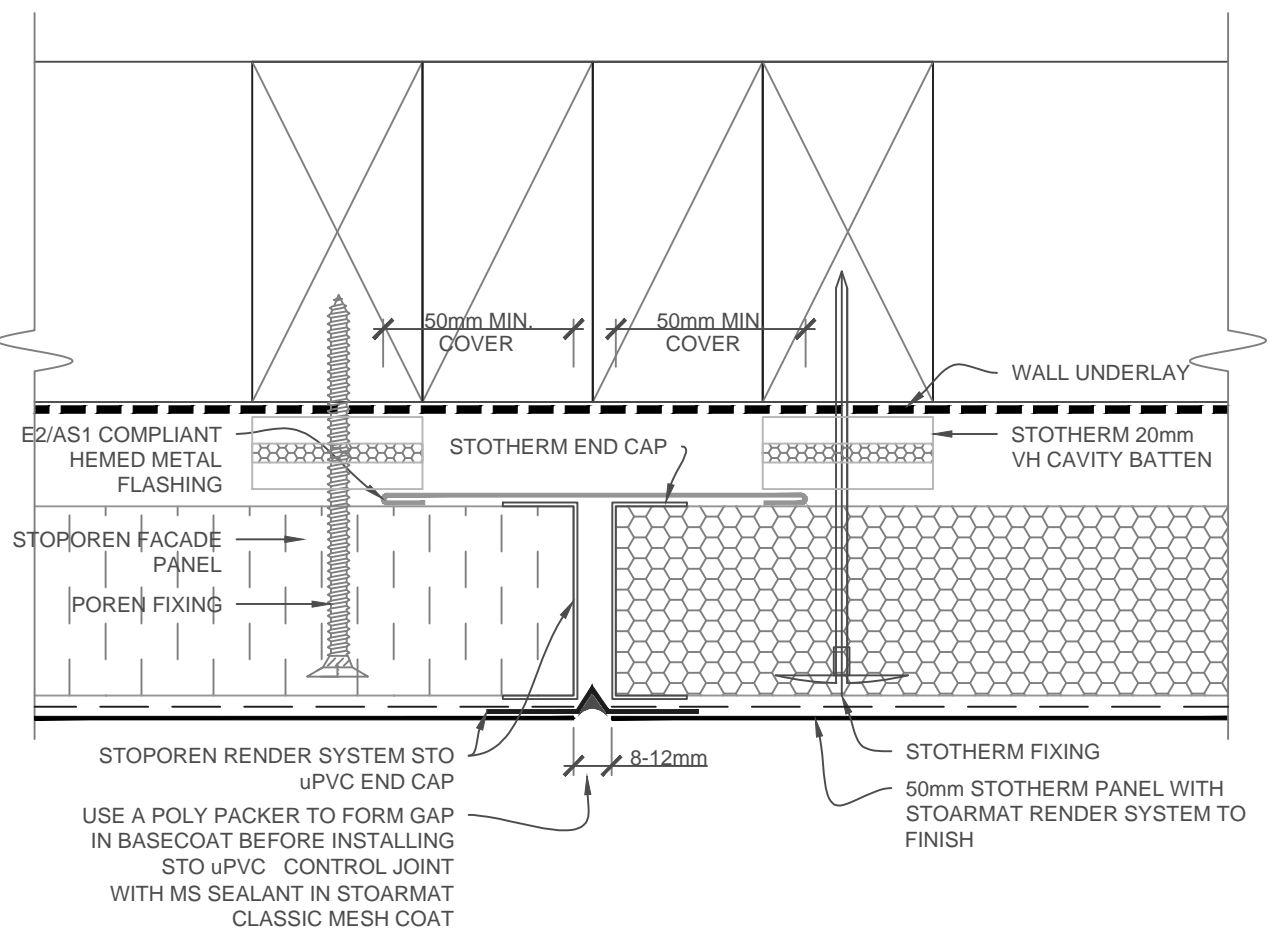 50mm MIN.
COVER
50mm MIN
COVER
WALL UNDERLAY
E2/AS1 COMPLIANT
HEMED METAL
FLASHING
STOTHERM END CAP
STOTHERM 20mm
VH CAVITY BATTEN
STOPOREN FACADE
PANEL
POREN FIXING
STOPOREN RENDER SYSTEM STO
uPVC END CAP
8-12mm
STOTHERM FIXING
50mm STOTHERM PANEL WITH
STOARMAT RENDER SYSTEM TO
FINISH
USE A POLY PACKER TO FORM GAP
IN BASECOAT BEFORE INSTALLING
STO uPVC CONTROL JOINT
WITH MS SEALANT IN STOARMAT
CLASSIC MESH COAT